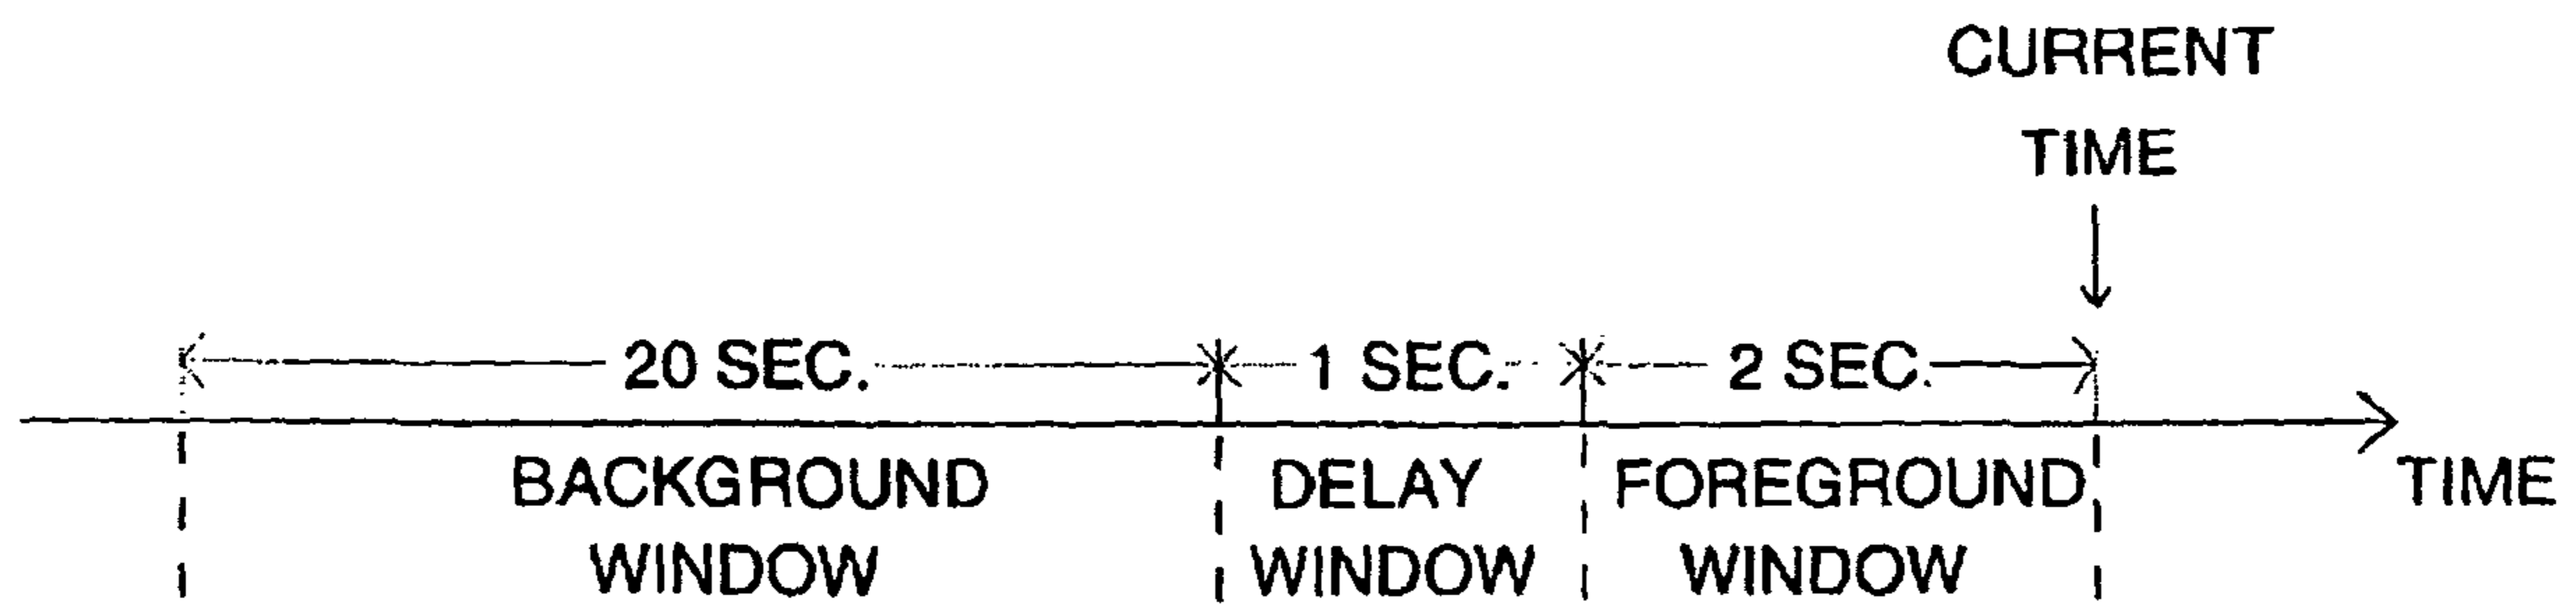 CURRENT
TIME
20 SEC.
1 SEC.
2 SEC.
BACKGROUND
WINDOW
DELAY
WINDOW
FOREGROUND
WINDOW
TIME